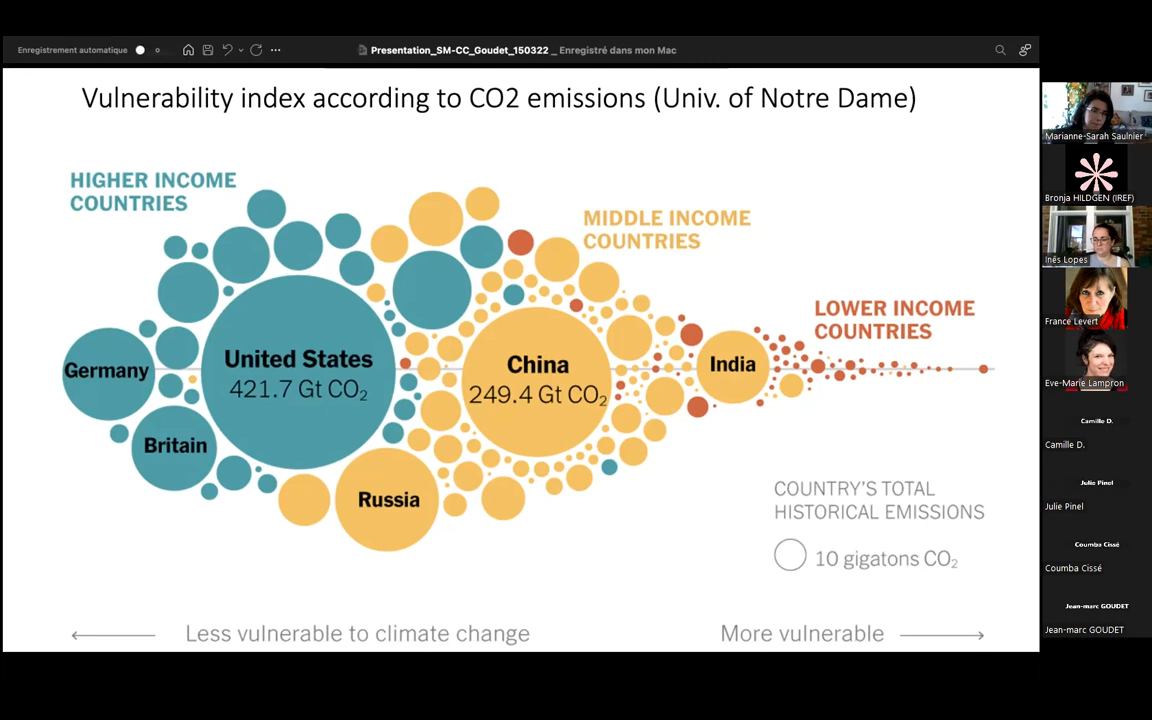 Enregistrement automatique
Presentation_SM-CC_Goudet_150322 _ Enregistré dans mon Mac
Vulnerability index according to CO2 emissions (Univ. of Notre Dame)
HIGHER INCOME
COUNTRIES
MIDDLE INCOME
COUNTRIES
LOWER INCOME
COUNTRIES
Germany
United States
421.7 Gt CO₂
China
249.4 Gt CO₂
India
Britain
Russia
COUNTRY'S TOTAL
HISTORICAL EMISSIONS
10 gigatons CO₂
Less vulnerable to climate change
More vulnerable
Marianne-Sarah Saulnier
Bronja HILDGEN (IREF)
Inés Lopes
France Levert
Eve-Marie Lampron
Camille D.
Camille D.
Julie Pinel
Julie Pinel
Coumba Cissé
Coumba Cissé
Jean-marc GOUDET
Jean-marc GOUDET